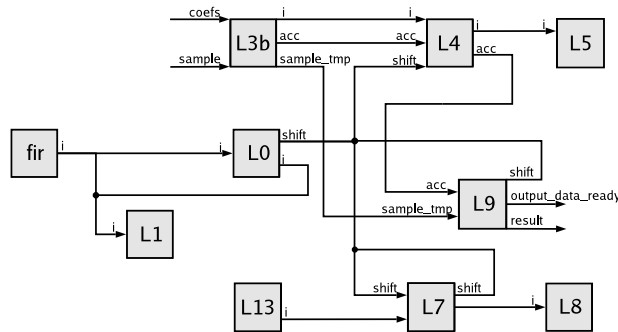 coefs i i i i
L3b acc acc L4 acc L5
sample sample_tmp shift
fir i i L0 shift
i
shift
acc L9 output_data_ready
i L1 sample_tmp result
L13 i shift L7 shift i L8